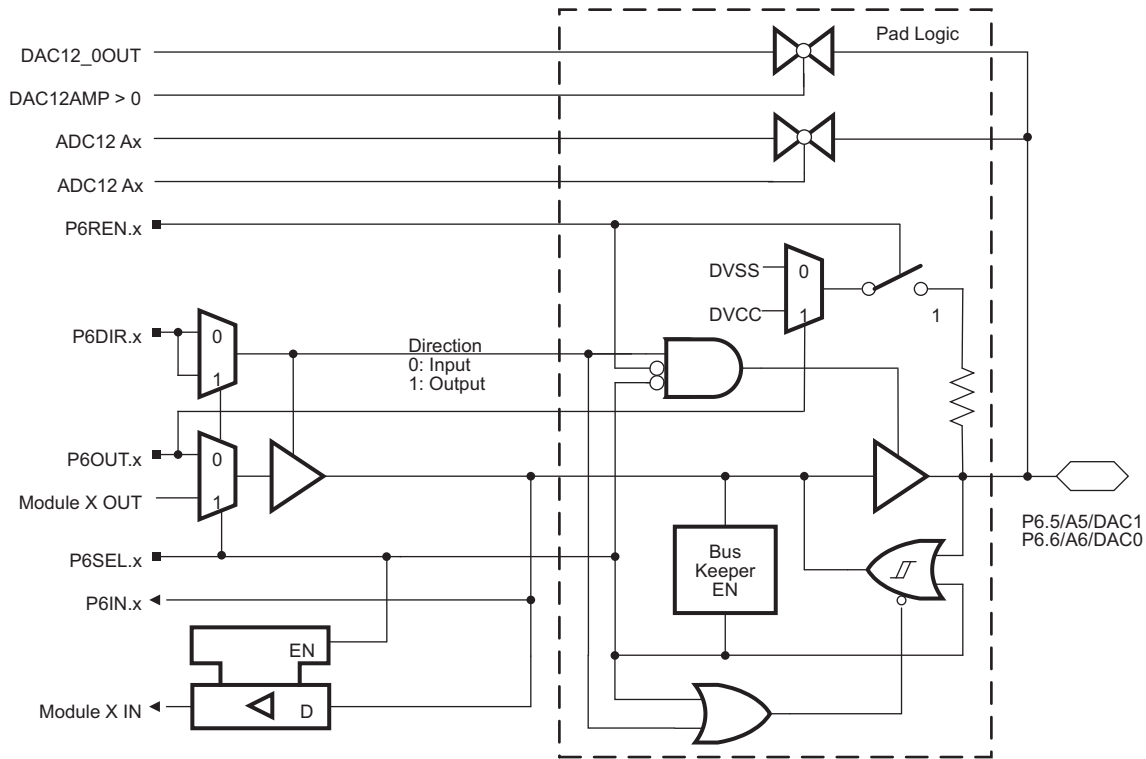 Pad Logic
DAC12_0OUT
DAC12AMP > 0
ADC12 Ax
ADC12 Ax
P6REN.x
DVSS
0
DVCC
1
1
P6DIR.x
0
1
Direction
0: Input
1: Output
P6OUT.x
0
Module X OUT
1
P6.5/A5/DAC1
P6.6/A6/DAC0
P6SEL.x
Bus
Keeper
EN
P6IN.x
EN
Module X IN
D